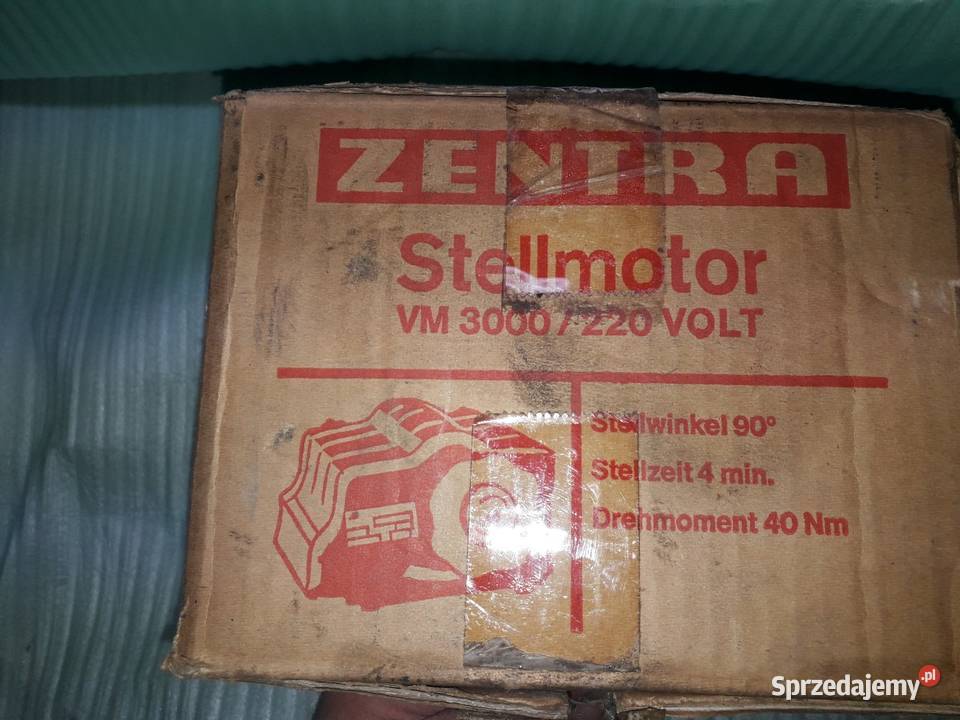 ZENTRA
Stellmotor
VM 3000 / 220 VOLT
Stellwinkel 90°
Stellzeit 4 min.
Drehmoment 40 Nm
Sprzedajemy.pl